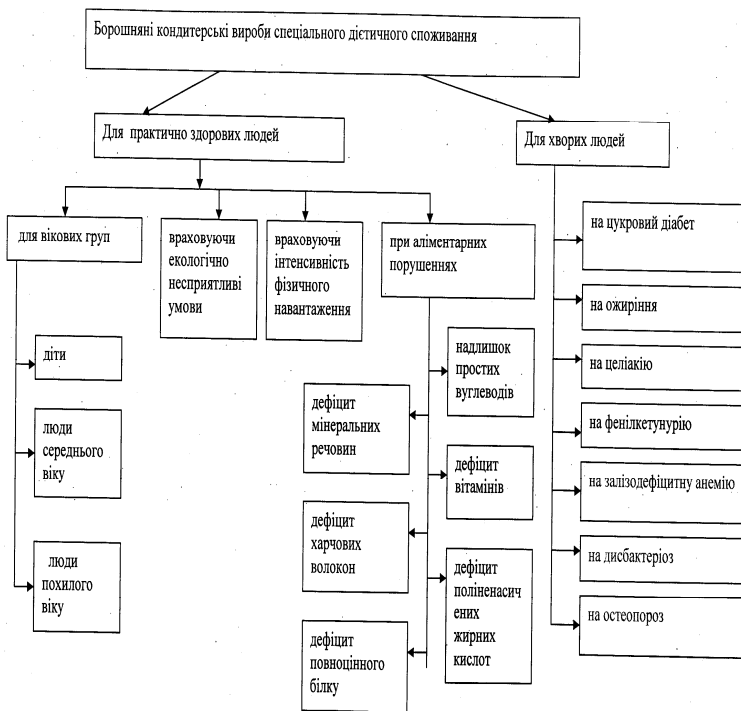 Борошняні кондитерські вироби спеціального дієтичного споживання
Для практично здорових людей
Для хворих людей
для вікових груп
враховуючи
екологічно
несприятливі
умови
враховуючи
інтенсивність
фізичного
навантаження
при аліментарних
порушеннях
діти
люди
середнього
віку
люди
похилого
віку
надлишок
простих
вуглеводів
дефіцит
мінеральних
речовин
дефіцит
вітамінів
дефіцит
харчових
волокон
дефіцит
поліненасич
ених
жирних
кислот
дефіцит
повноцінного
білку
на цукровий діабет
на ожиріння
на целіакію
на фенілкетунурію
на залізодефіцитну анемію
на дисбактеріоз
на остеопороз